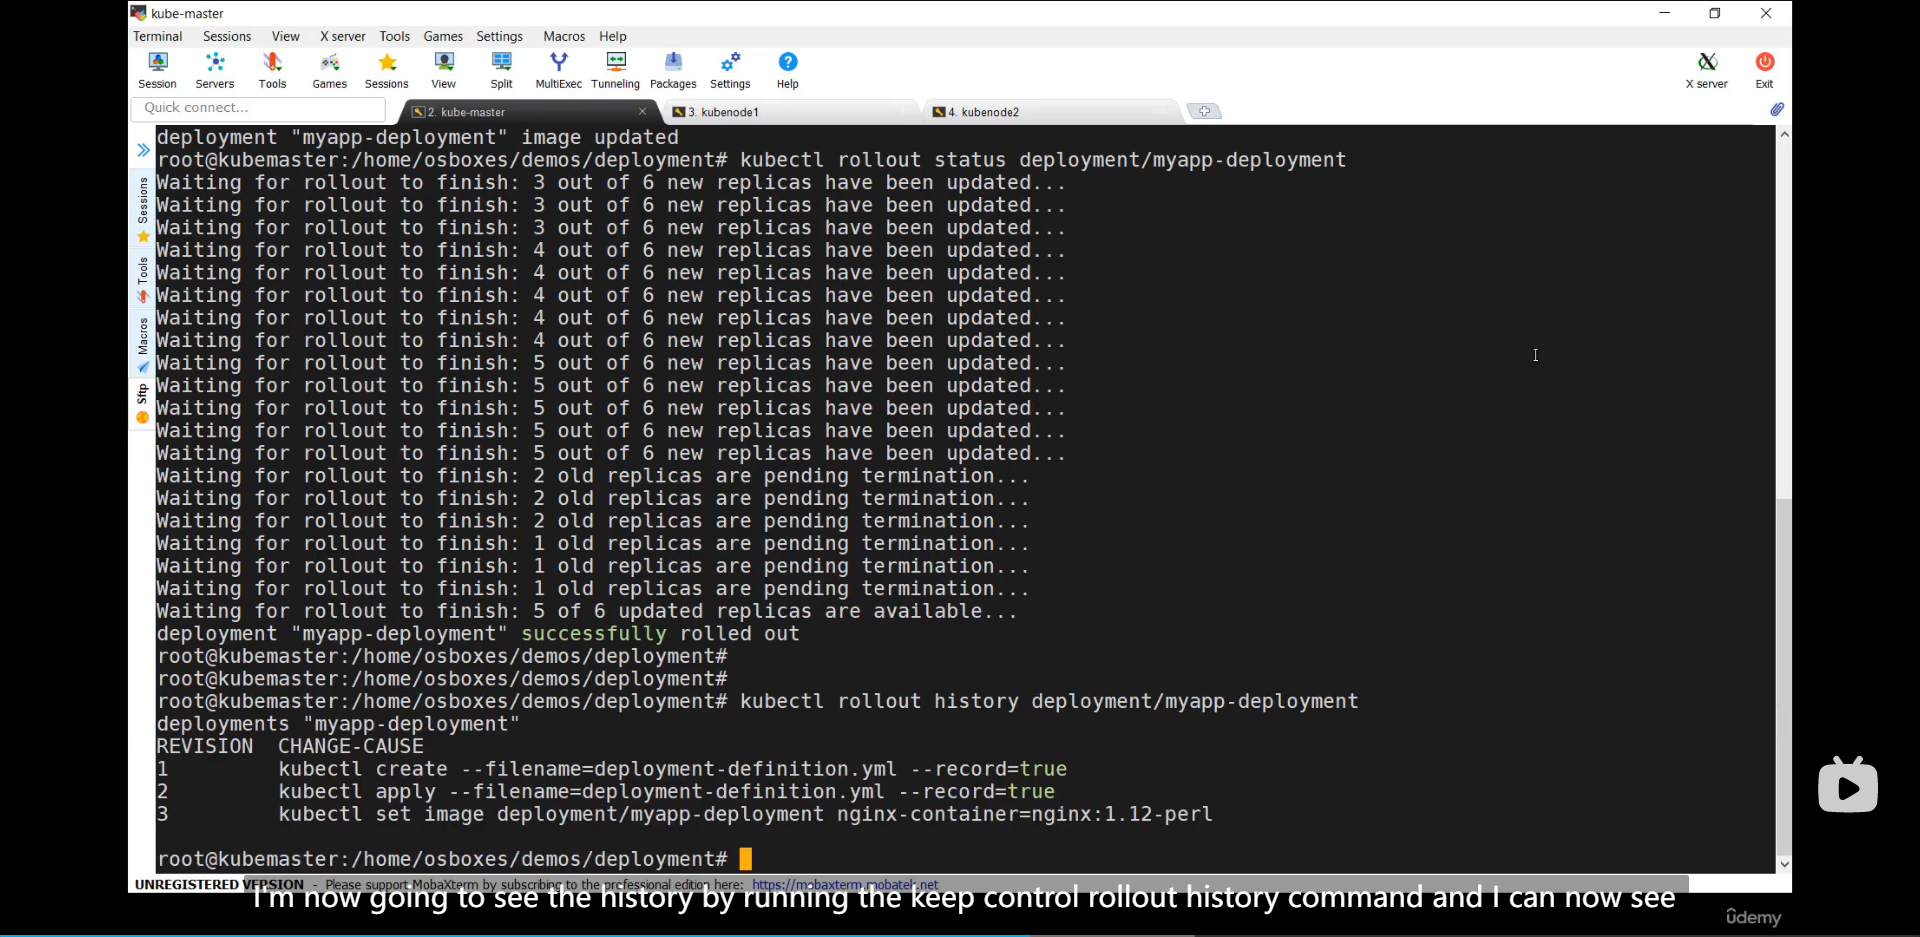 kube-master
Terminal Sessions View X server Tools Games Settings Macros Help
Session Servers Tools Games Sessions View Split MultiExec Tunneling Packages Settings Help X server Exit
Quick connect...
2. kube-master
3. kubenode1
4. kubenode2
Sessions
Tools
Macros
Sftp
deployment "myapp-deployment" image updated
root@kubemaster:/home/osboxes/demos/deployment# kubectl rollout status deployment/myapp-deployment
Waiting for rollout to finish: 3 out of 6 new replicas have been updated...
Waiting for rollout to finish: 3 out of 6 new replicas have been updated...
Waiting for rollout to finish: 3 out of 6 new replicas have been updated...
Waiting for rollout to finish: 4 out of 6 new replicas have been updated...
Waiting for rollout to finish: 4 out of 6 new replicas have been updated...
Waiting for rollout to finish: 4 out of 6 new replicas have been updated...
Waiting for rollout to finish: 4 out of 6 new replicas have been updated...
Waiting for rollout to finish: 4 out of 6 new replicas have been updated...
Waiting for rollout to finish: 5 out of 6 new replicas have been updated...
Waiting for rollout to finish: 5 out of 6 new replicas have been updated...
Waiting for rollout to finish: 5 out of 6 new replicas have been updated...
Waiting for rollout to finish: 5 out of 6 new replicas have been updated...
Waiting for rollout to finish: 5 out of 6 new replicas have been updated...
Waiting for rollout to finish: 2 old replicas are pending termination...
Waiting for rollout to finish: 2 old replicas are pending termination...
Waiting for rollout to finish: 2 old replicas are pending termination...
Waiting for rollout to finish: 1 old replicas are pending termination...
Waiting for rollout to finish: 1 old replicas are pending termination...
Waiting for rollout to finish: 1 old replicas are pending termination...
Waiting for rollout to finish: 5 of 6 updated replicas are available...
deployment "myapp-deployment" successfully rolled out
root@kubemaster:/home/osboxes/demos/deployment#
root@kubemaster:/home/osboxes/demos/deployment#
root@kubemaster:/home/osboxes/demos/deployment# kubectl rollout history deployment/myapp-deployment
deployments "myapp-deployment"
REVISION CHANGE-CAUSE
1 kubectl create --filename=deployment-definition.yml --record=true
2 kubectl apply --filename=deployment-definition.yml --record=true
3 kubectl set image deployment/myapp-deployment nginx-container=nginx:1.12-perl
root@kubemaster:/home/osboxes/demos/deployment#
UNREGISTERED VERSION - Please support MobaXterm by subscribing to the professional edition here: https://mobaxterm.mobatek.net
I'm now going to see the history by running the keep control rollout history command and I can now see
ûdemy